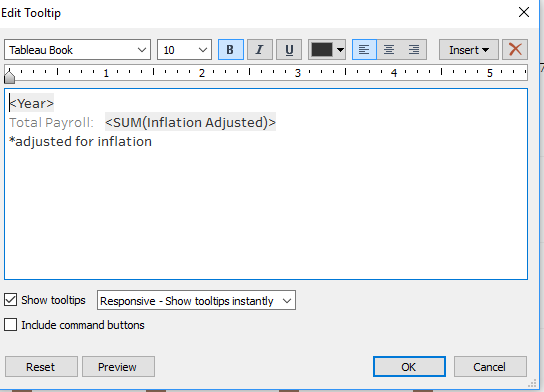 Edit Tooltip
Tableau Book 10 B I U Insert
1 2 3 4 5
<Year>
Total Payroll: <SUM(Inflation Adjusted)>
*adjusted for inflation
Show tooltips Responsive - Show tooltips instantly
Include command buttons
Reset Preview OK Cancel